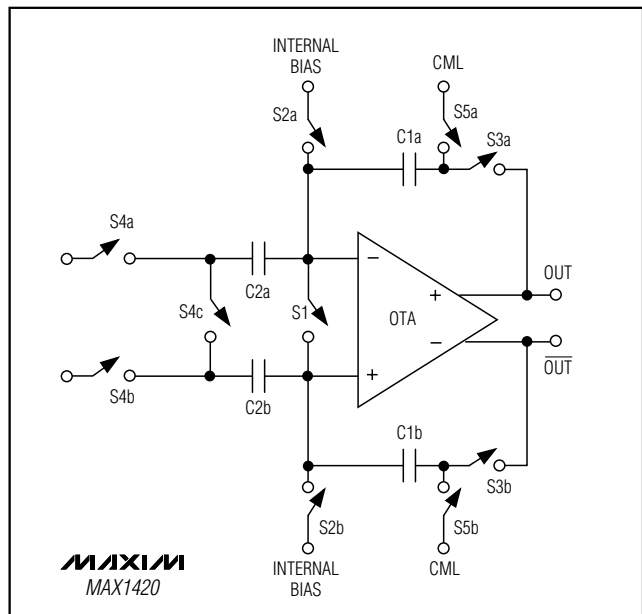 INTERNAL
BIAS
CML
S2a
S5a
C1a
S3a
S4a
C2a
S4c
S1
−
+
OTA
−
+
OUT
OUT
S4b
C2b
C1b
S3b
S2b
S5b
INTERNAL
BIAS
CML
MAXIM
MAX1420